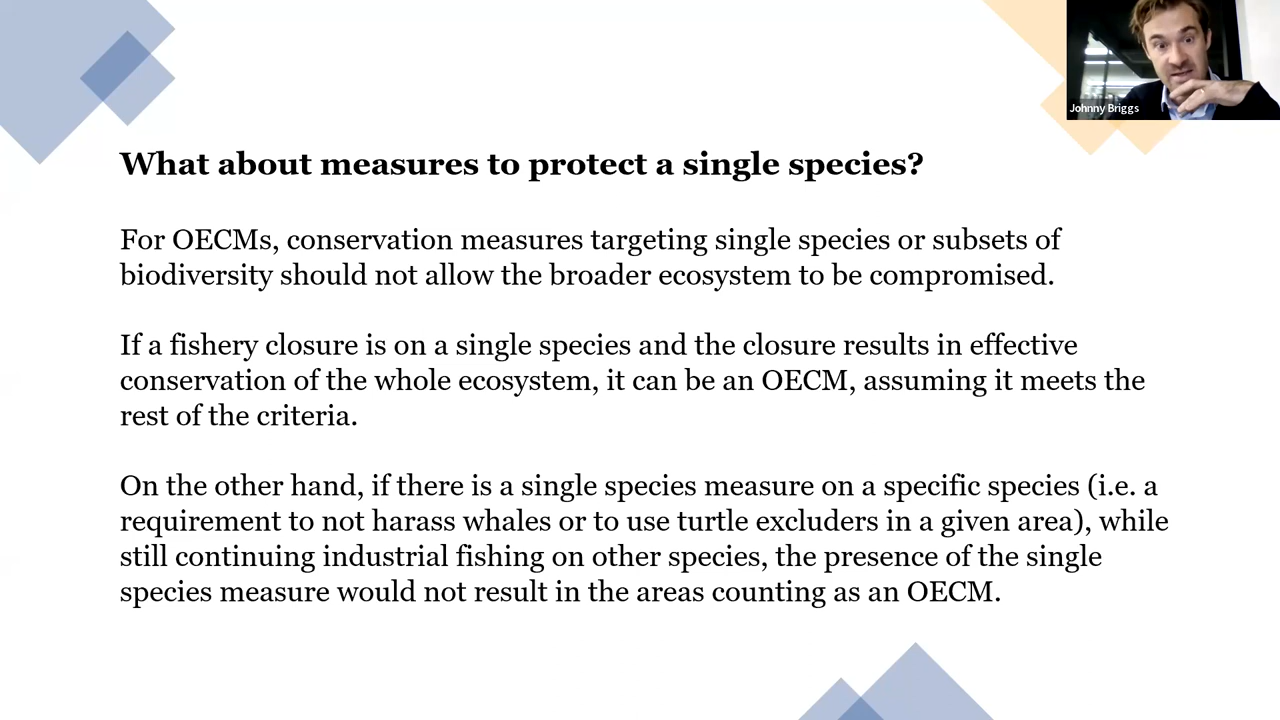 Johnny Briggs
What about measures to protect a single species?
For OECMs, conservation measures targeting single species or subsets of
biodiversity should not allow the broader ecosystem to be compromised.
If a fishery closure is on a single species and the closure results in effective
conservation of the whole ecosystem, it can be an OECM, assuming it meets the
rest of the criteria.
On the other hand, if there is a single species measure on a specific species (i.e. a
requirement to not harass whales or to use turtle excluders in a given area), while
still continuing industrial fishing on other species, the presence of the single
species measure would not result in the areas counting as an OECM.